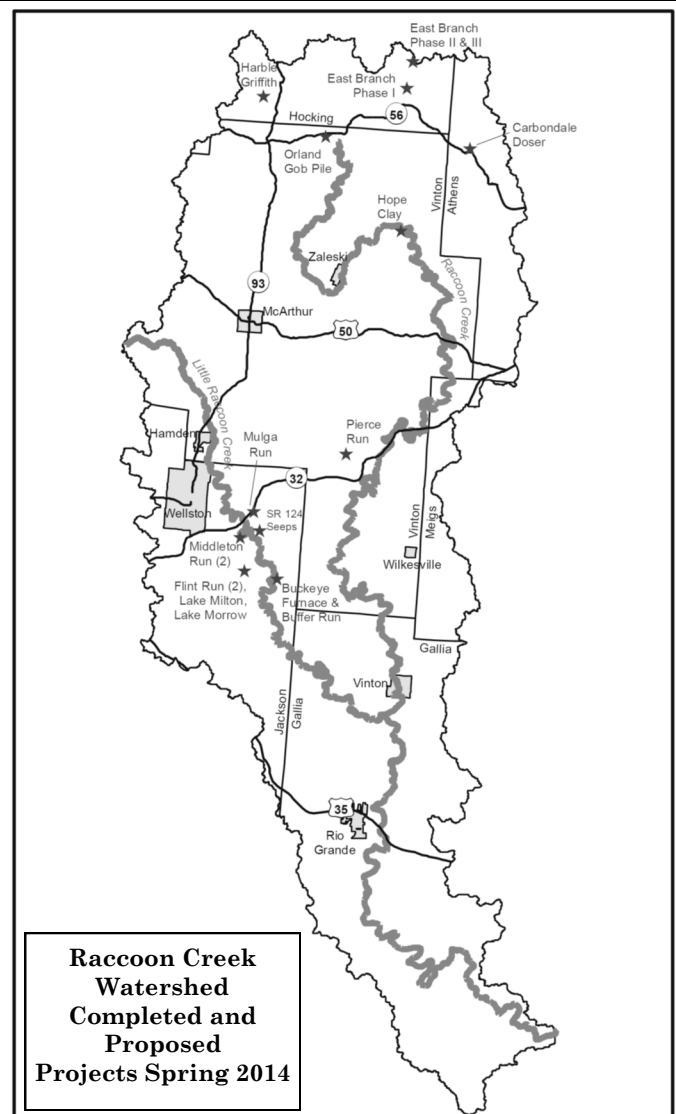 East Branch
Phase II & III
Harble
Griffith
East Branch
Phase I
Hocking
56
Carbondale
Doser
Orland
Gob Pile
Vinton
Athens
Hope
Clay
Zaleski
Raccoon Creek
93
McArthur
50
Little Raccoon Creek
Hamden
Mulga
Run
Pierce
Run
32
Wellston
SR 124
Seeps
Vinton
Meigs
Middleton
Run (2)
Wilkesville
Flint Run (2),
Lake Milton,
Lake Morrow
Buckeye
Furnace &
Buffer Run
Gallia
Vinton
Jackson
Gallia
35
Rio
Grande
Raccoon Creek
Watershed
Completed and
Proposed
Projects Spring 2014